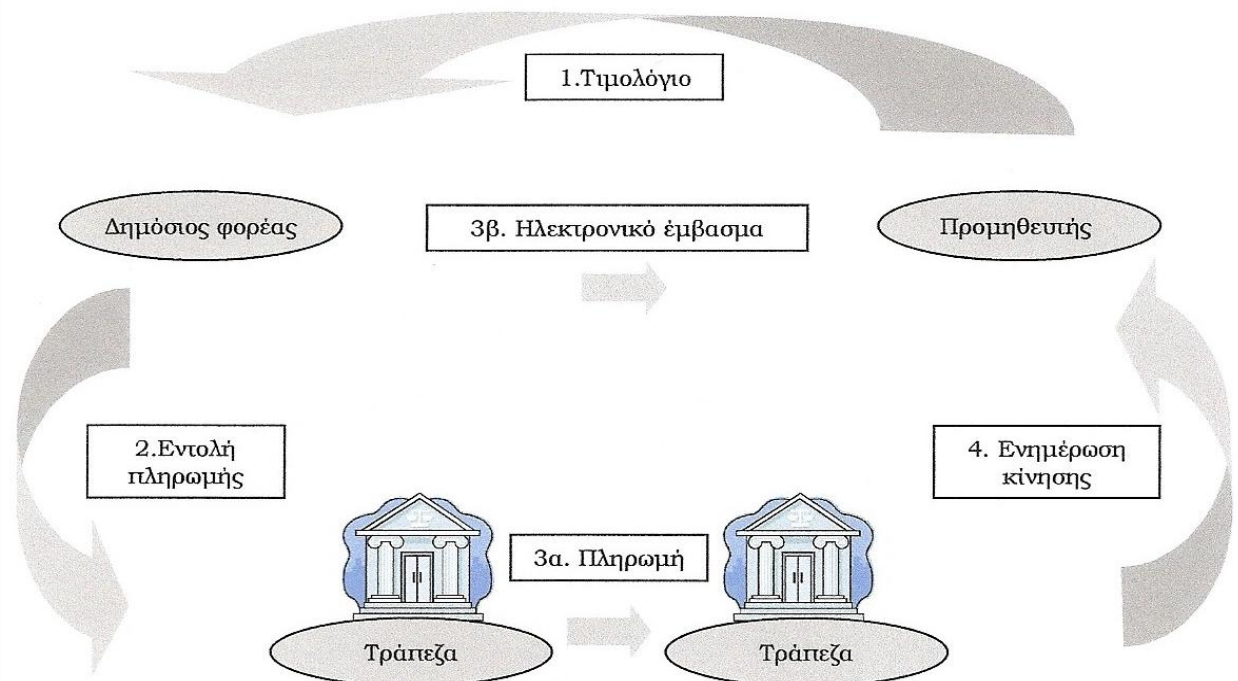 1.Τιμολόγιο
Δημόσιος φορέας
3β. Ηλεκτρονικό έμβασμα
Προμηθευτής
2.Εντολή
πληρωμής
4. Ενημέρωση
κίνησης
3α. Πληρωμή
Τράπεζα
Τράπεζα